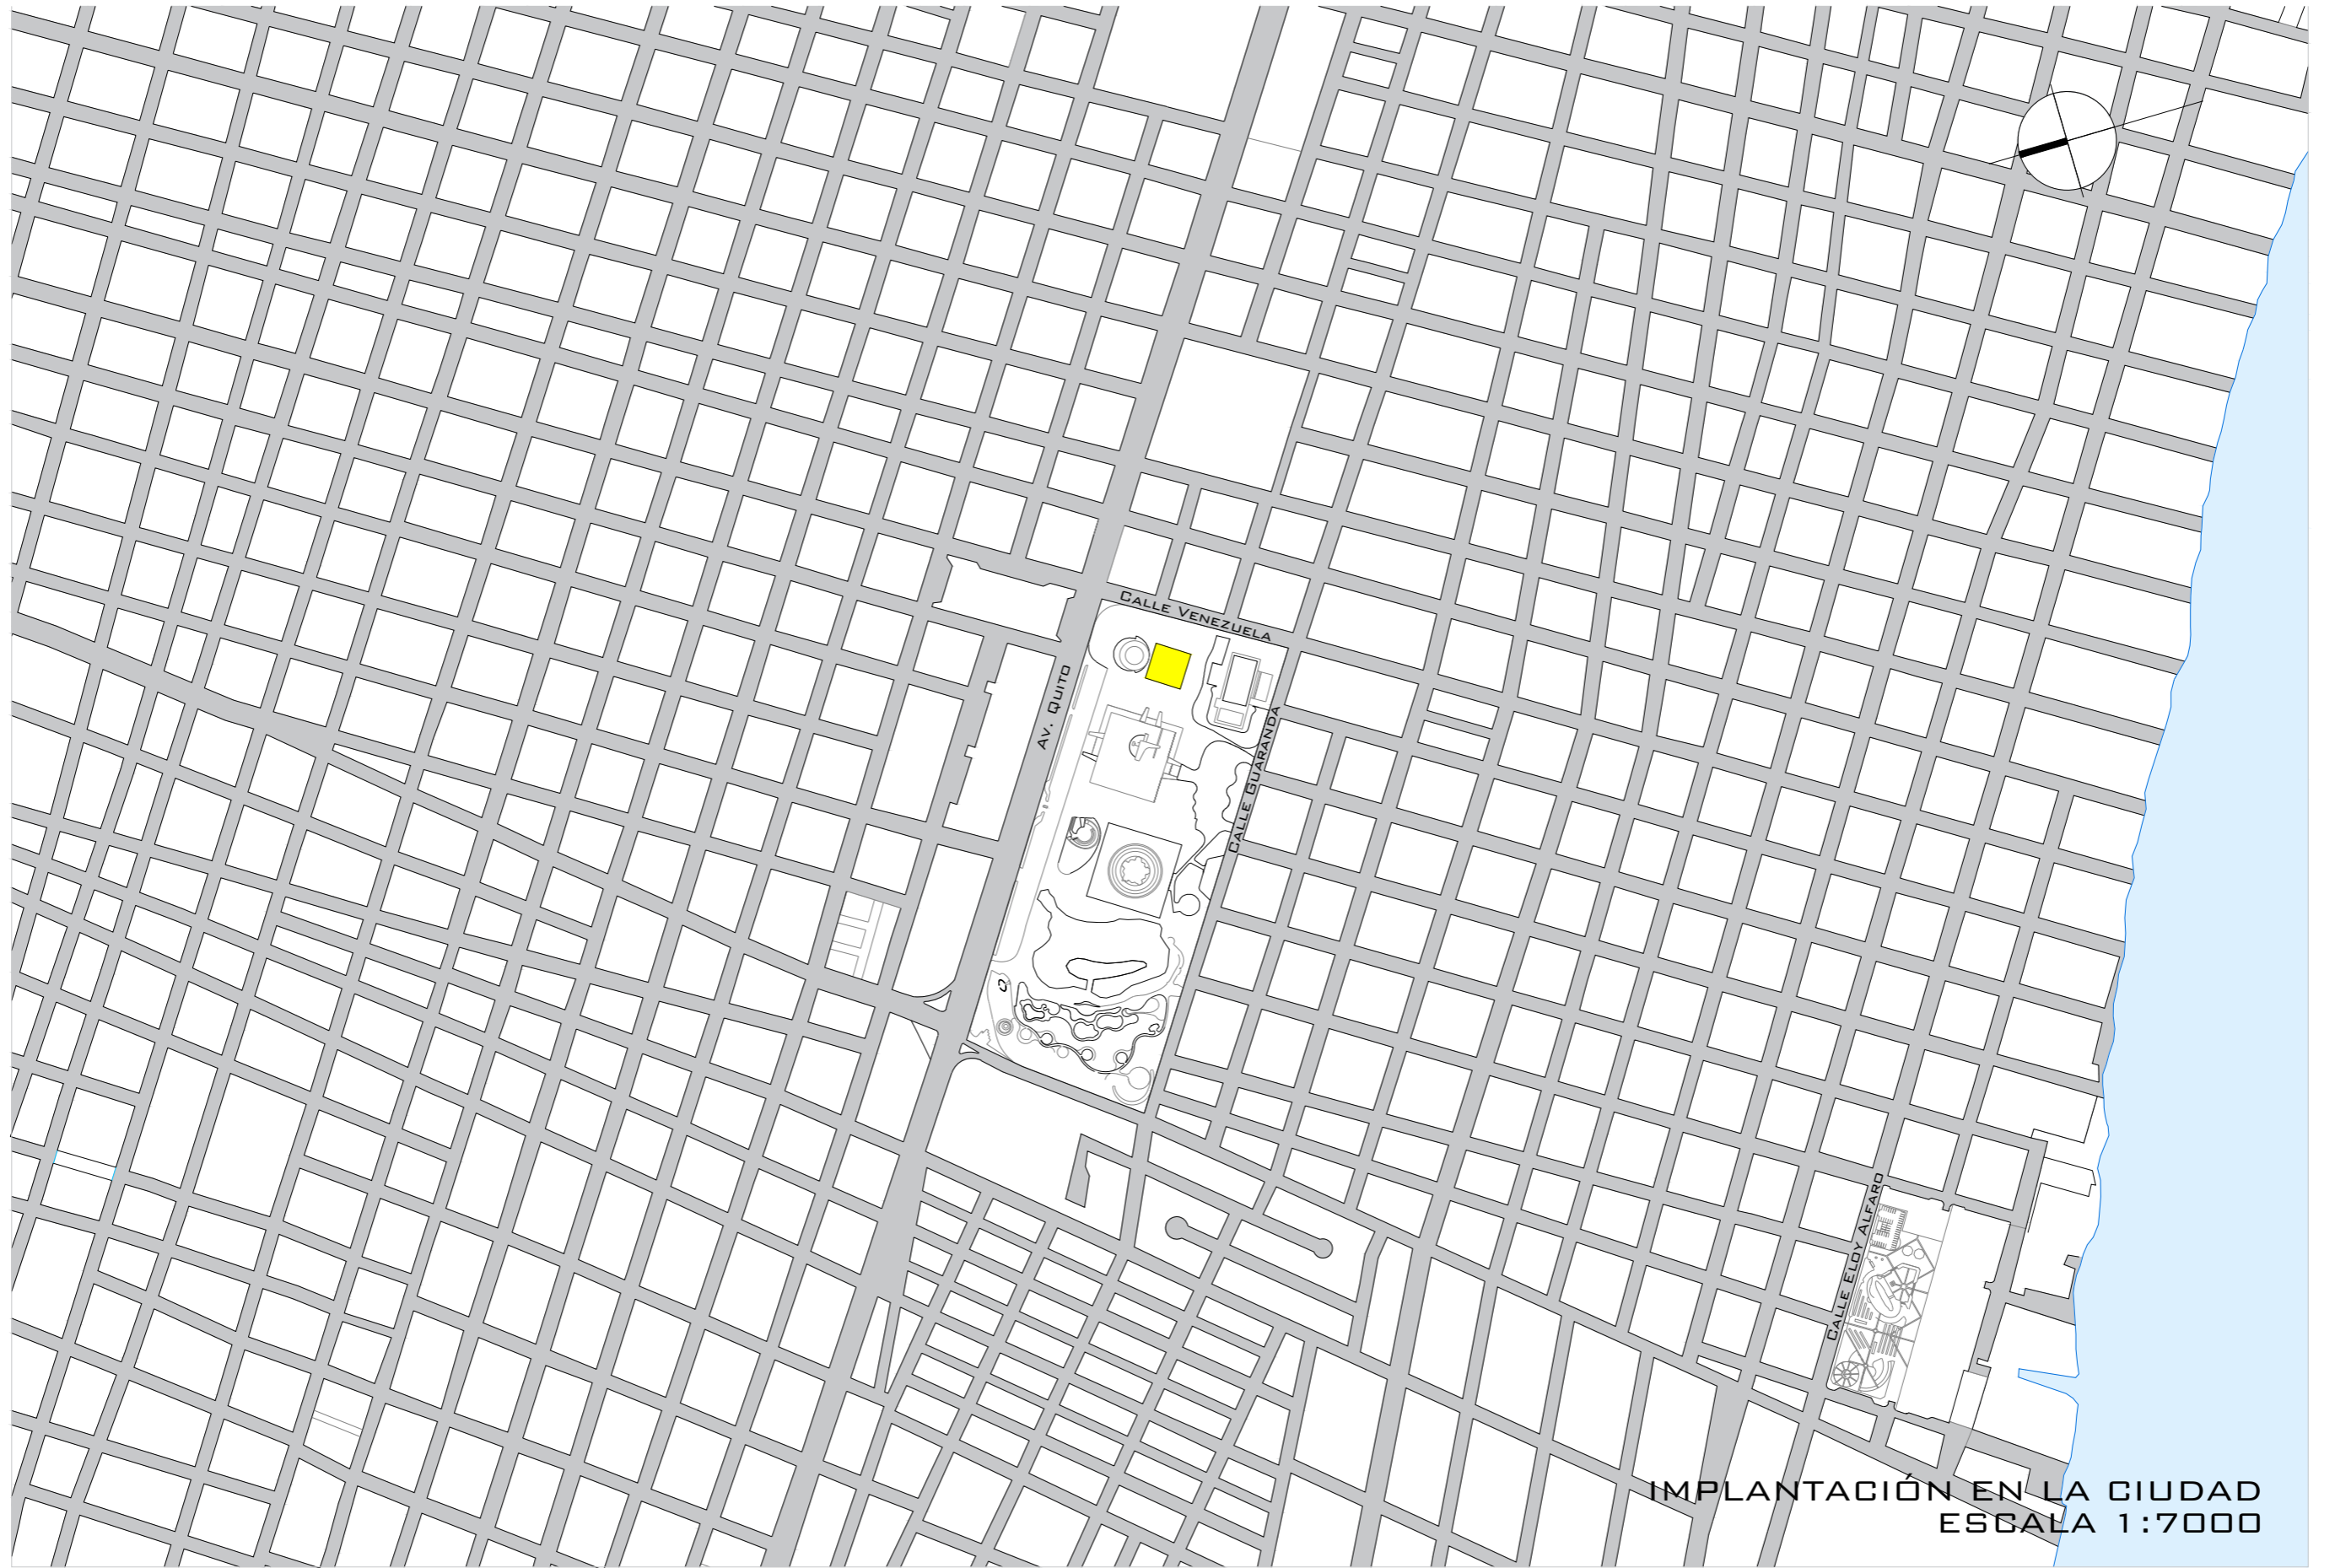 CALLE VENEZUELA
AV. QUITO
CALLE GUARANDA
CALLE ELOY ALFARO
IMPLANTACIÓN EN LA CIUDAD
ESCALA 1:7000